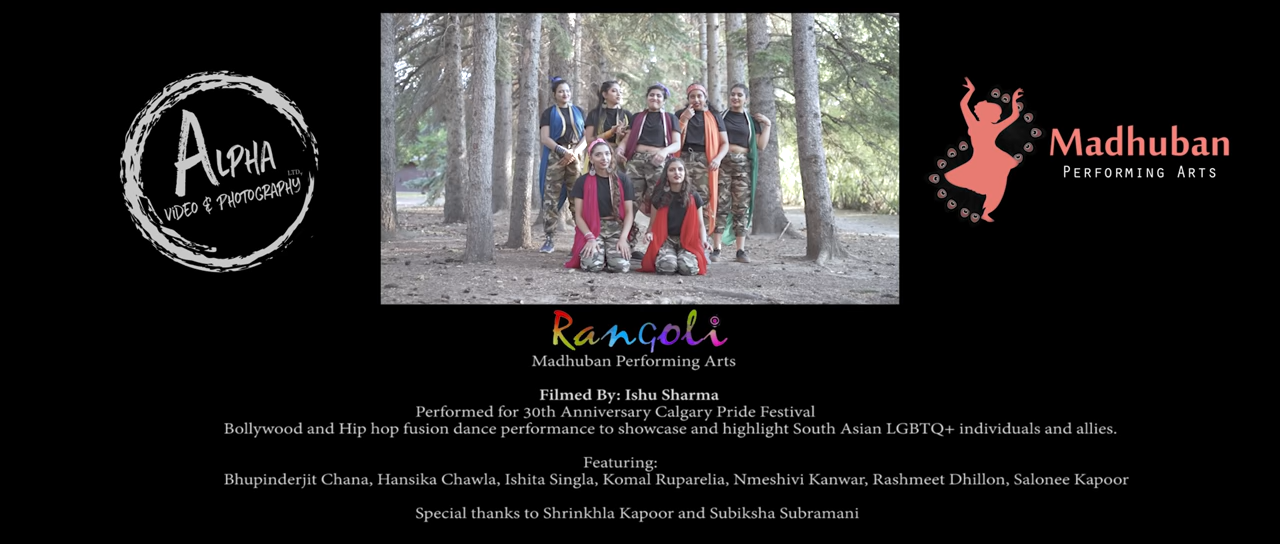 ALPHA
LTD.
VIDEO & PHOTOGRAPHY
Madhuban
PERFORMING ARTS
Rangoli
Madhuban Performing Arts
Filmed By: Ishu Sharma
Performed for 30th Anniversary Calgary Pride Festival
Bollywood and Hip hop fusion dance performance to showcase and highlight South Asian LGBTQ+ individuals and allies.
Featuring:
Bhupinderjit Chana, Hansika Chawla, Ishita Singla, Komal Ruparelia, Nmeshivi Kanwar, Rashmeet Dhillon, Salonee Kapoor
Special thanks to Shrinkhla Kapoor and Subiksha Subramani